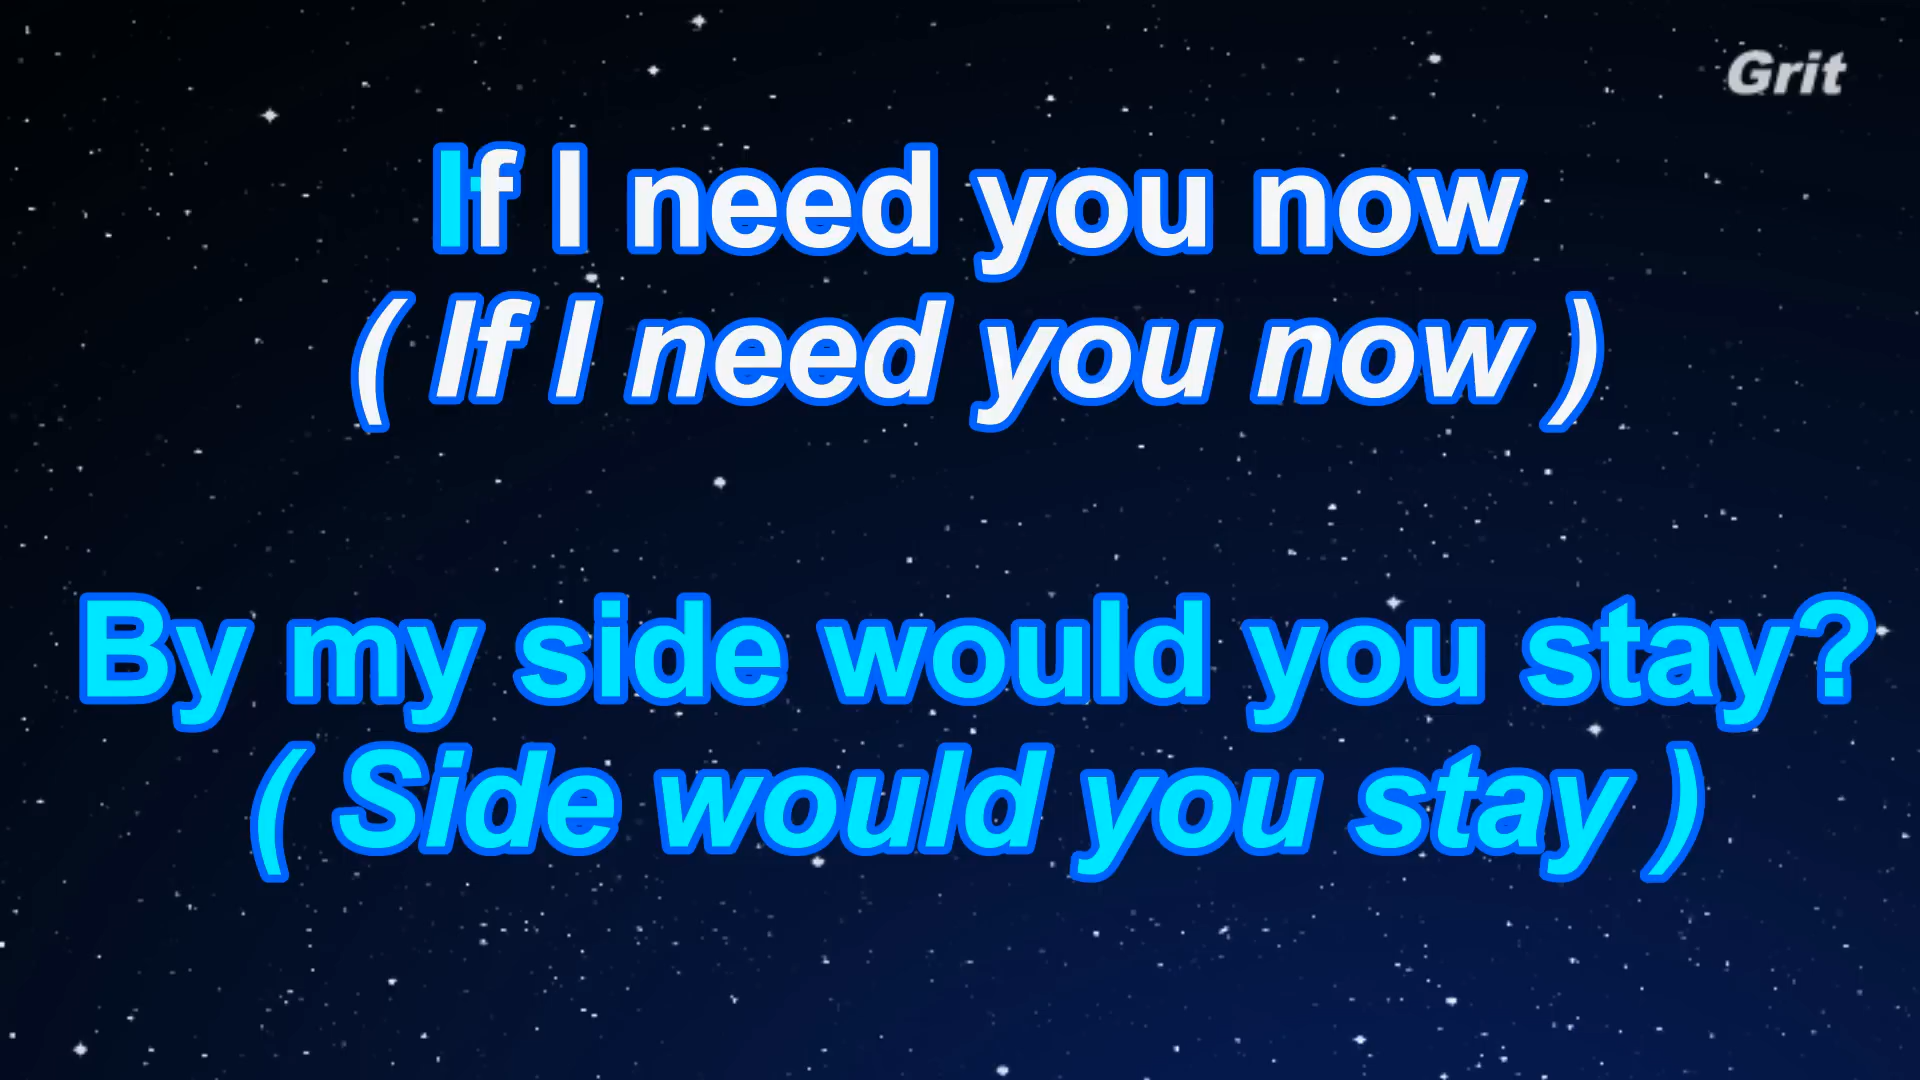 Grit
If I need you now
( If I need you now )
By my side would you stay?
( Side would you stay )